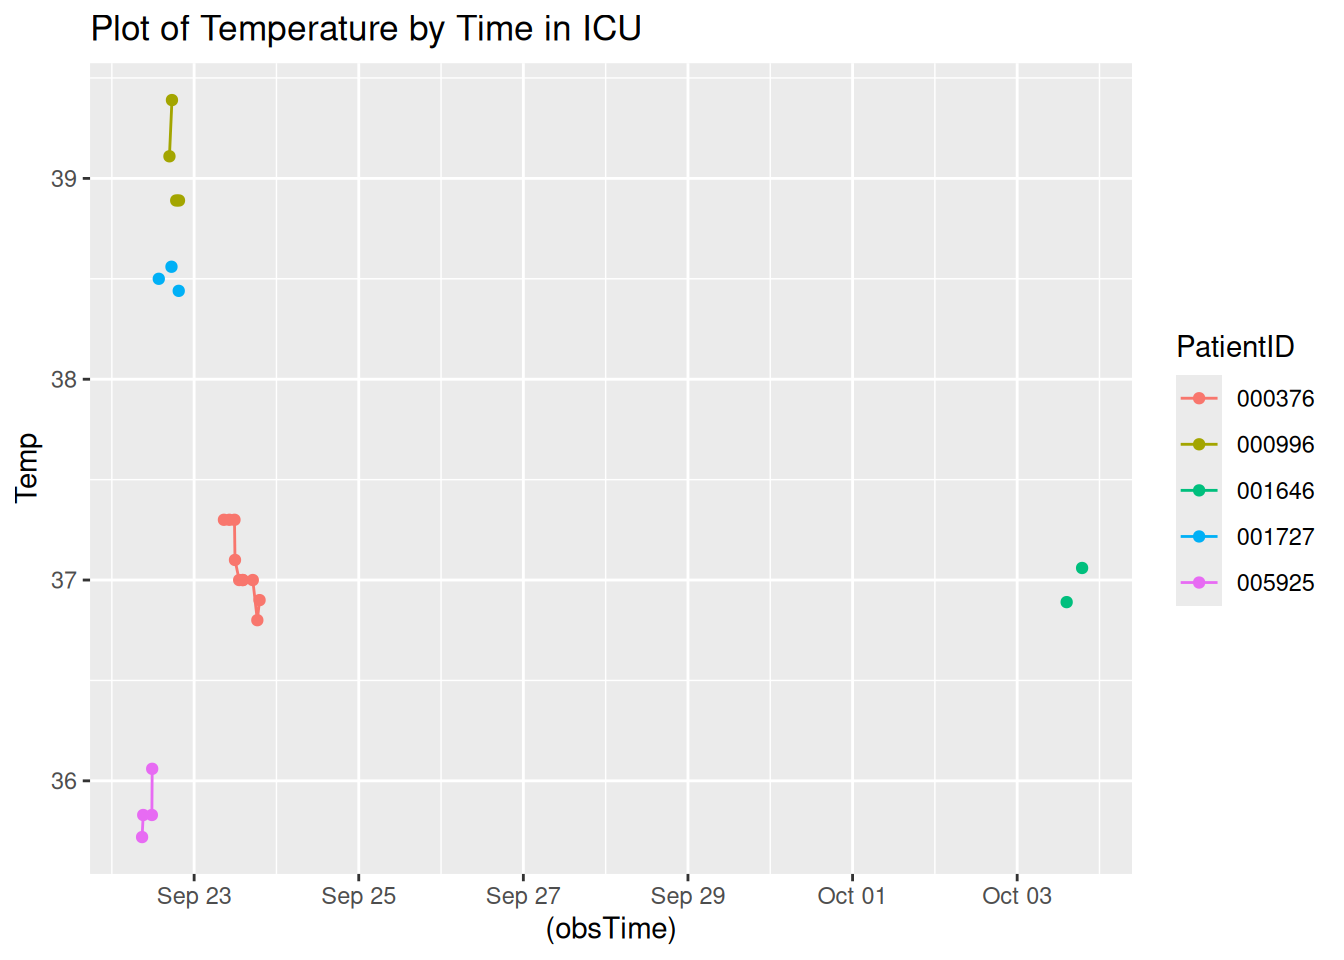 Plot of Temperature by Time in ICU
39
38
37
36
Temp
Sep 23 Sep 25 Sep 27 Sep 29 Oct 01 Oct 03
(obsTime)
PatientID
000376
000996
001646
001727
005925